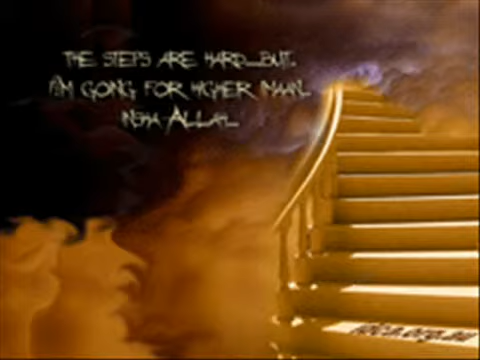 THE STEPS ARE HARD...BUT..
I'M GOING FOR HIGHER IMAAN..
INSHA ALLAH...